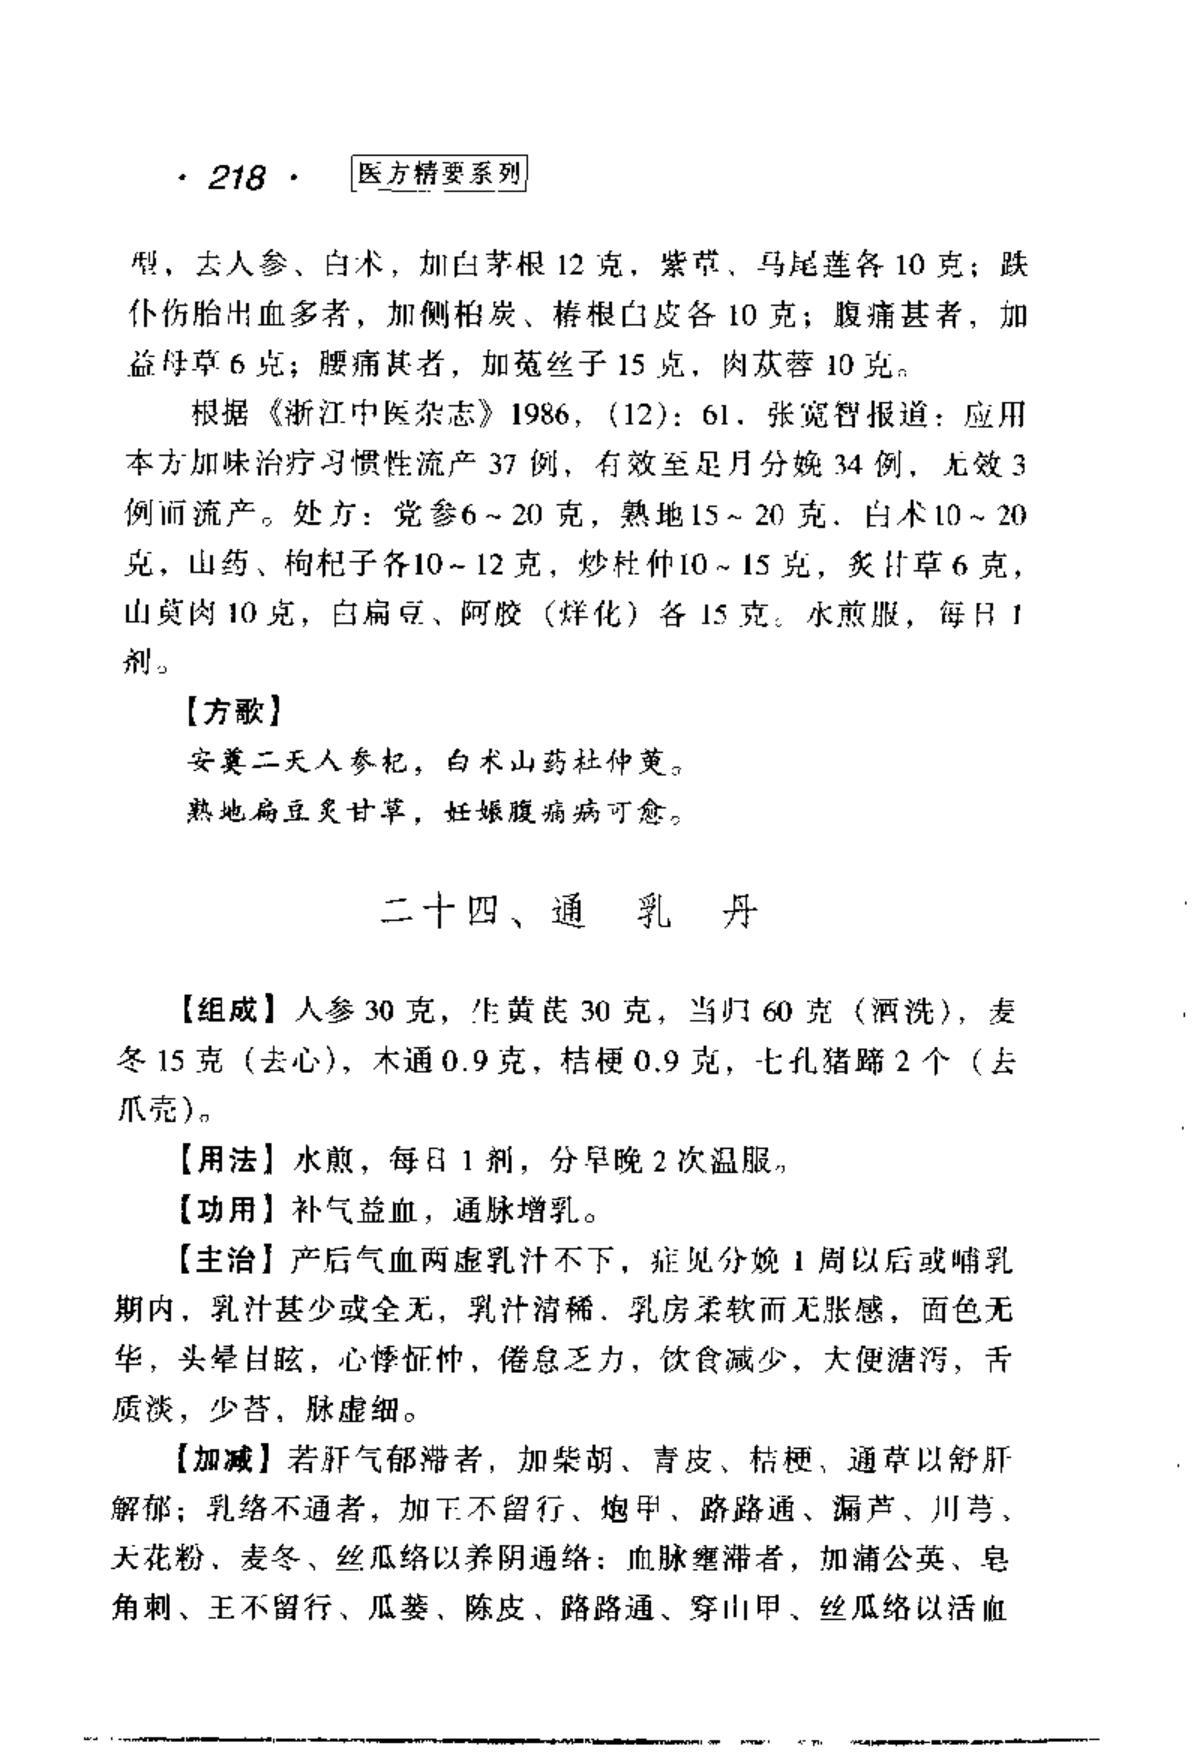 · 218 · 医方精要系列
型，去人参、白术，加白茅根 12 克，紫草、马尾莲各 10 克；跌
仆伤胎出血多者，加侧柏炭、椿根白皮各 10 克；腹痛甚者，加
益母草 6 克；腰痛甚者，加菟丝子 15 克，肉苁蓉 10 克。
根据《浙江中医杂志》1986，（12）：61．张宽智报道：应用
本方加味治疗习惯性流产 37 例，有效至足月分娩 34 例，无效 3
例而流产。处方：党参6～20 克，熟地15～20 克．白术10～20
克，山药、枸杞子各10～12 克，炒杜仲10～15 克，炙甘草 6 克，
山萸肉 10 克，白扁豆、阿胶（烊化）各 15 克。水煎服，每日 1
剂。
【方歌】
安奠二天人参杞，白术山药杜仲萸。
熟地扁豆炙甘草，妊娠腹痛病可愈。
二十四、通 乳 丹
【组成】人参 30 克，生黄芪 30 克，当归 60 克（酒洗），麦
冬 15 克（去心），木通 0.9 克，桔梗 0.9 克，七孔猪蹄 2 个（去
爪壳）。
【用法】水煎，每日 1 剂，分早晚 2 次温服。
【功用】补气益血，通脉增乳。
【主治】产后气血两虚乳汁不下，症见分娩 1 周以后或哺乳
期内，乳汁甚少或全无，乳汁清稀．乳房柔软而无胀感，面色无
华，头晕目眩，心悸怔忡，倦怠乏力，饮食减少，大便溏泻，舌
质淡，少苔，脉虚细。
【加减】若肝气郁滞者，加柴胡、青皮、桔梗、通草以舒肝
解郁；乳络不通者，加王不留行、炮甲、路路通、漏芦、川芎、
天花粉、麦冬、丝瓜络以养阴通络；血脉壅滞者，加蒲公英、皂
角刺、王不留行、瓜蒌、陈皮、路路通、穿山甲、丝瓜络以活血